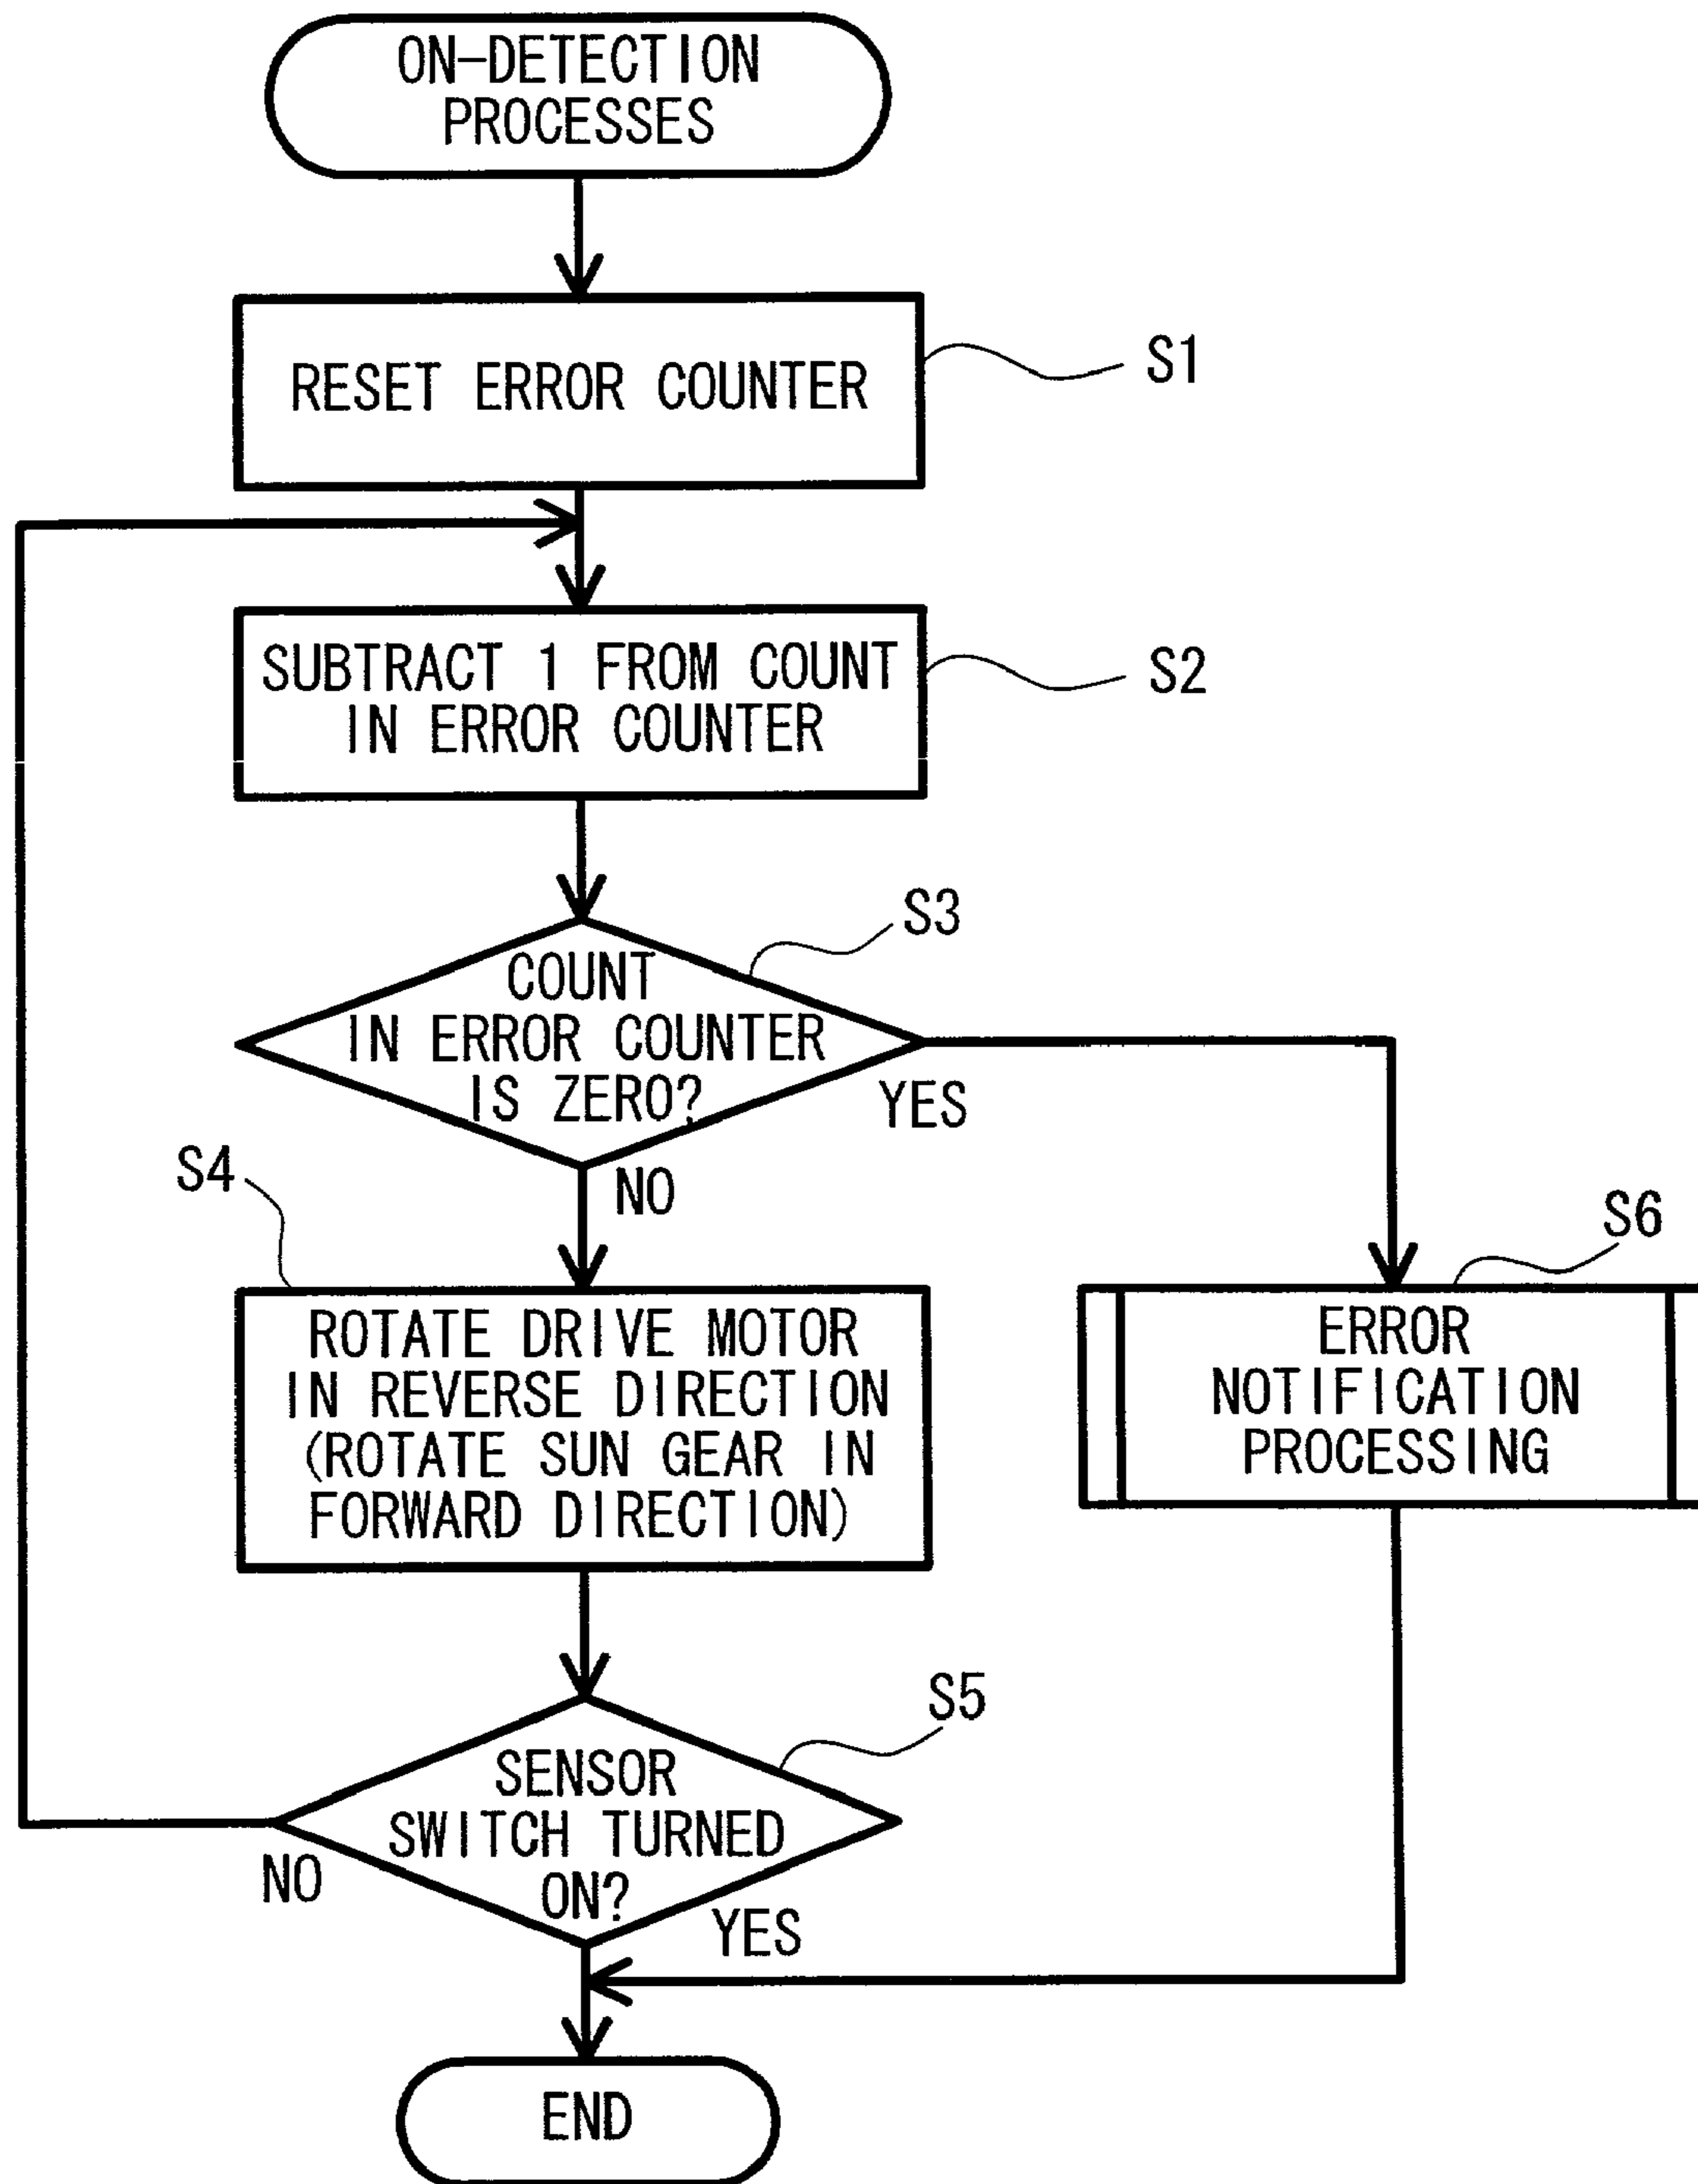 ON-DETECTION
PROCESSES
RESET ERROR COUNTER
S1
SUBTRACT 1 FROM COUNT
IN ERROR COUNTER
S2
S3
COUNT
IN ERROR COUNTER
IS ZERO?
YES
NO
S4
ROTATE DRIVE MOTOR
IN REVERSE DIRECTION
(ROTATE SUN GEAR IN
FORWARD DIRECTION)
S6
ERROR
NOTIFICATION
PROCESSING
S5
SENSOR
SWITCH TURNED
ON?
NO
YES
END